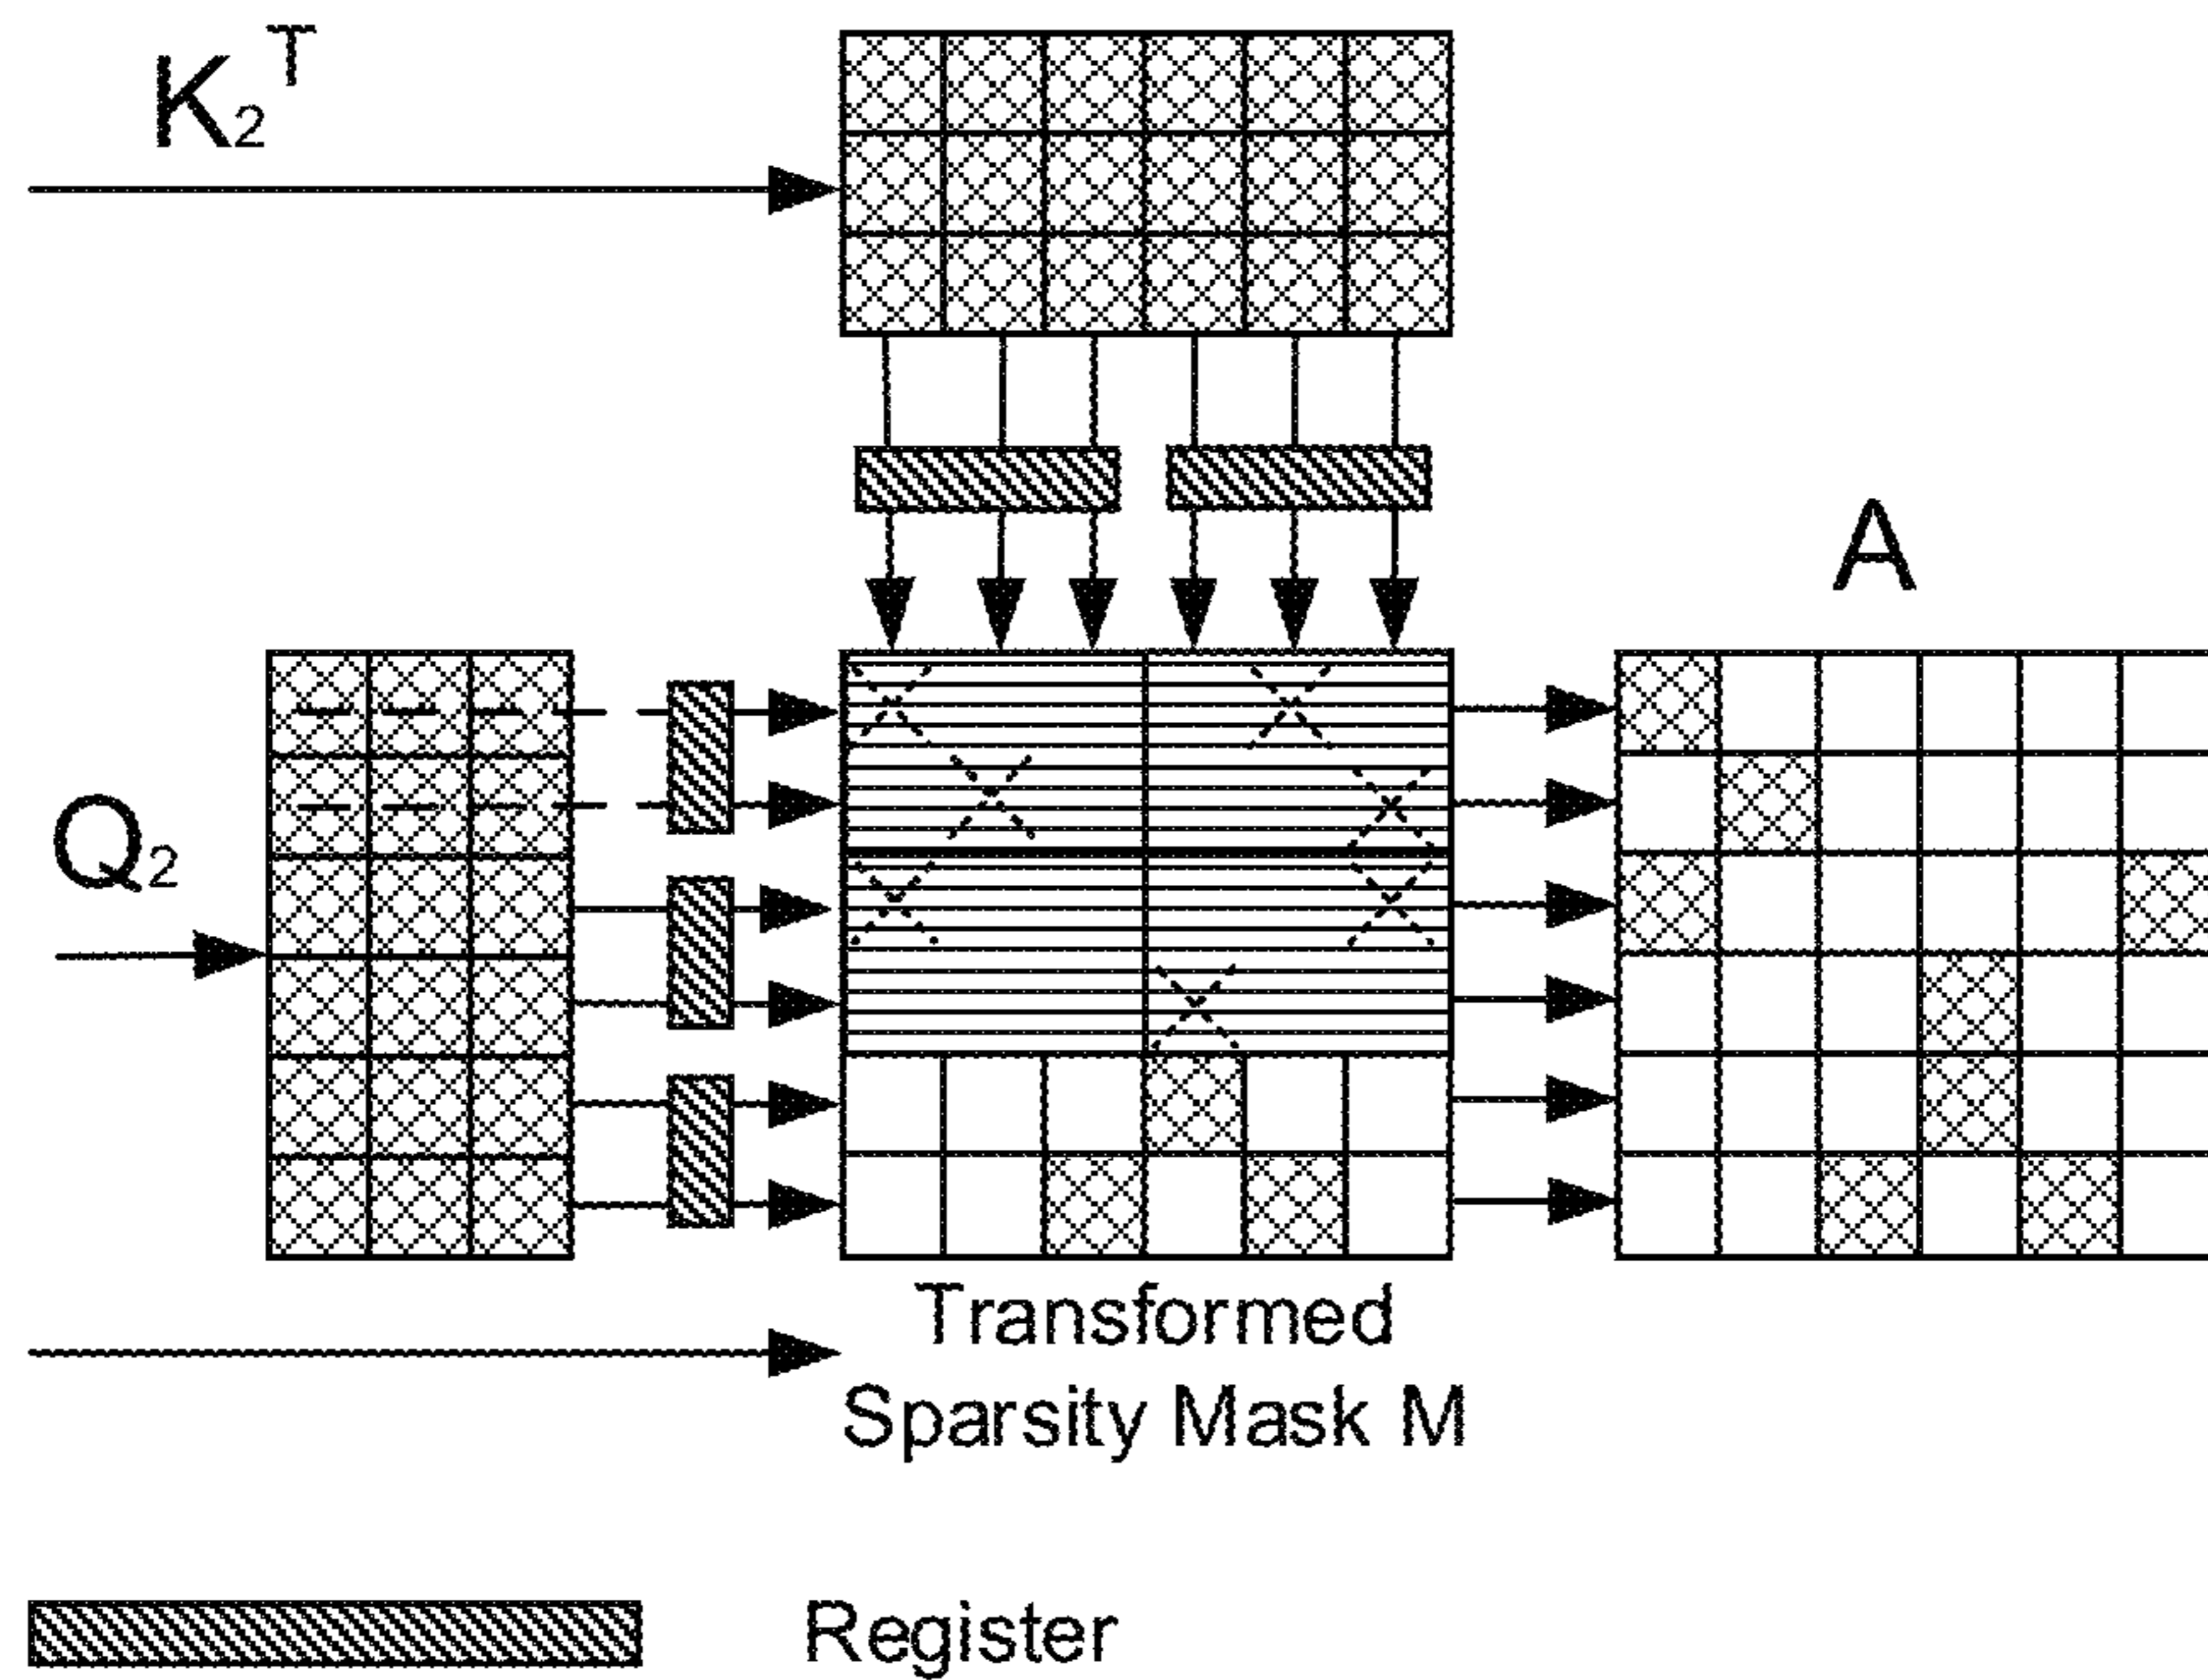 K₂ᵀ
A
Q₂
Transformed
Sparsity Mask M
Register